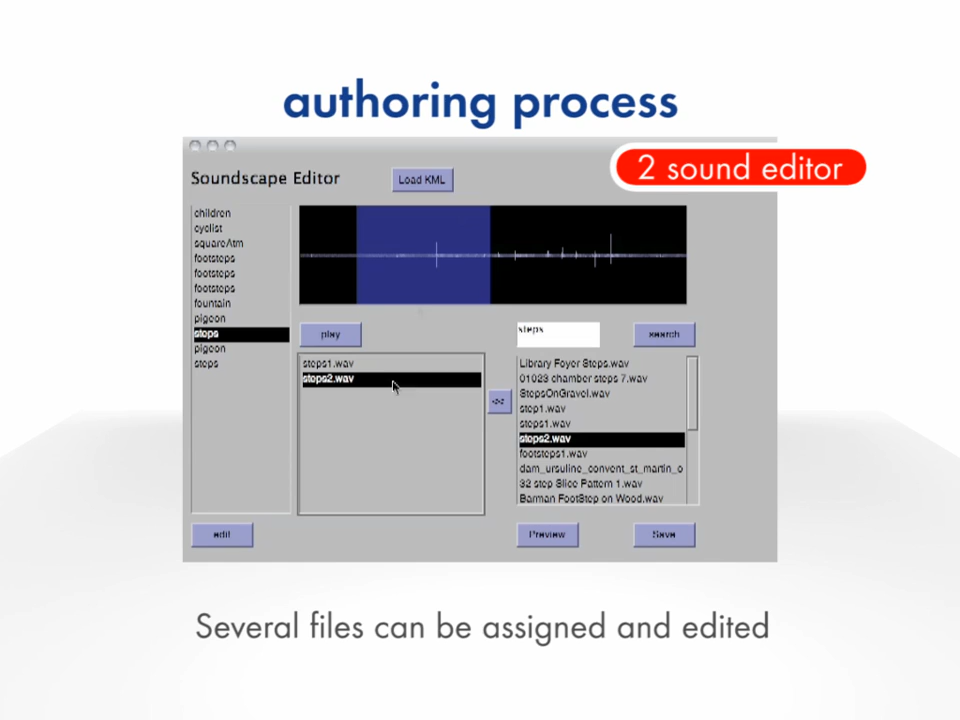 authoring process
2 sound editor
Soundscape Editor
Load KML
children
cyclist
squareAtm
footsteps
footsteps
footsteps
fountain
pigeon
steps
pigeon
steps
play
steps
search
steps1.wav
steps2.wav
<<
Library Foyer Steps.wav
01023 chamber steps 7.wav
StepsOnGravel.wav
step1.wav
steps1.wav
steps2.wav
footsteps1.wav
dam_ursuline_convent_st_martin_o
32 step Slice Pattern 1.wav
Barman FootStep on Wood.wav
edit
Preview
Save
Several files can be assigned and edited